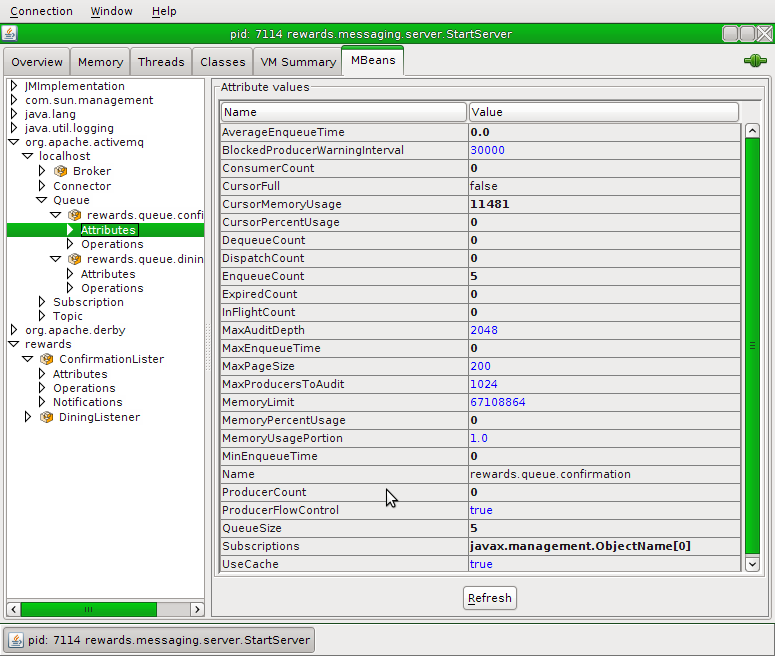 Connection Window Help
pid: 7114 rewards.messaging.server.StartServer
Overview Memory Threads Classes VM Summary MBeans
JMImplementation
com.sun.management
java.lang
java.util.logging
org.apache.activemq
localhost
Broker
Connector
Queue
rewards.queue.confi
Attributes
Operations
rewards.queue.dinin
Attributes
Operations
Subscription
Topic
org.apache.derby
rewards
ConfirmationLister
Attributes
Operations
Notifications
DiningListener
Attribute values
Name Value
AverageEnqueueTime 0.0
BlockedProducerWarningInterval 30000
ConsumerCount 0
CursorFull false
CursorMemoryUsage 11481
CursorPercentUsage 0
DequeueCount 0
DispatchCount 0
EnqueueCount 5
ExpiredCount 0
InFlightCount 0
MaxAuditDepth 2048
MaxEnqueueTime 0
MaxPageSize 200
MaxProducersToAudit 1024
MemoryLimit 67108864
MemoryPercentUsage 0
MemoryUsagePortion 1.0
MinEnqueueTime 0
Name rewards.queue.confirmation
ProducerCount 0
ProducerFlowControl true
QueueSize 5
Subscriptions javax.management.ObjectName[0]
UseCache true
Refresh
pid: 7114 rewards.messaging.server.StartServer